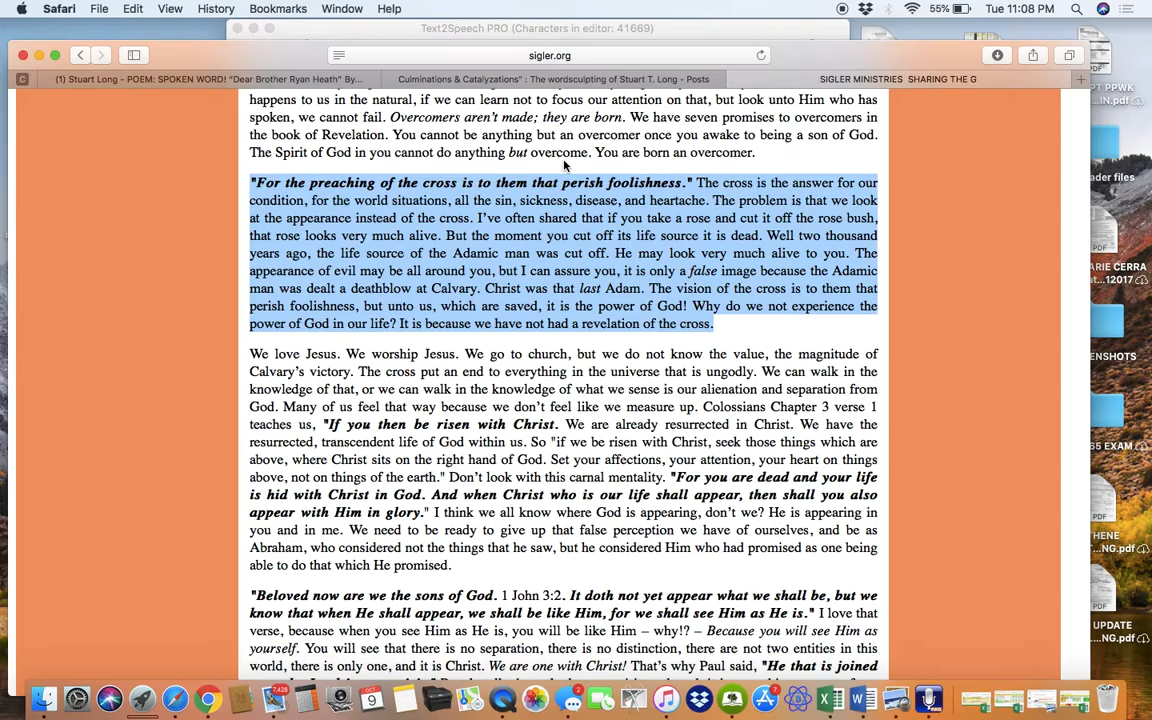 Safari File Edit View History Bookmarks Window Help 55% Tue 11:08 PM
Text2Speech PRO (Characters in editor: 41669)
sigler.org
C (1) Stuart Long - POEM: SPOKEN WORD! “Dear Brother Ryan Heath” By... Culminations & Catalyzations" : The wordsculpting of Stuart T. Long - Posts SIGLER MINISTRIES SHARING THE G
happens to us in the natural, if we can learn not to focus our attention on that, but look unto Him who has
spoken, we cannot fail. Overcomers aren’t made; they are born. We have seven promises to overcomers in
the book of Revelation. You cannot be anything but an overcomer once you awake to being a son of God.
The Spirit of God in you cannot do anything but overcome. You are born an overcomer.
"For the preaching of the cross is to them that perish foolishness." The cross is the answer for our
condition, for the world situations, all the sin, sickness, disease, and heartache. The problem is that we look
at the appearance instead of the cross. I’ve often shared that if you take a rose and cut it off the rose bush,
that rose looks very much alive. But the moment you cut off its life source it is dead. Well two thousand
years ago, the life source of the Adamic man was cut off. He may look very much alive to you. The
appearance of evil may be all around you, but I can assure you, it is only a false image because the Adamic
man was dealt a deathblow at Calvary. Christ was that last Adam. The vision of the cross is to them that
perish foolishness, but unto us, which are saved, it is the power of God! Why do we not experience the
power of God in our life? It is because we have not had a revelation of the cross.
We love Jesus. We worship Jesus. We go to church, but we do not know the value, the magnitude of
Calvary’s victory. The cross put an end to everything in the universe that is ungodly. We can walk in the
knowledge of that, or we can walk in the knowledge of what we sense is our alienation and separation from
God. Many of us feel that way because we don’t feel like we measure up. Colossians Chapter 3 verse 1
teaches us, "If you then be risen with Christ. We are already resurrected in Christ. We have the
resurrected, transcendent life of God within us. So "if we be risen with Christ, seek those things which are
above, where Christ sits on the right hand of God. Set your affections, your attention, your heart on things
above, not on things of the earth." Don’t look with this carnal mentality. "For you are dead and your life
is hid with Christ in God. And when Christ who is our life shall appear, then shall you also
appear with Him in glory." I think we all know where God is appearing, don’t we? He is appearing in
you and in me. We need to be ready to give up that false perception we have of ourselves, and be as
Abraham, who considered not the things that he saw, but he considered Him who had promised as one being
able to do that which He promised.
"Beloved now are we the sons of God. 1 John 3:2. It doth not yet appear what we shall be, but we
know that when He shall appear, we shall be like Him, for we shall see Him as He is." I love that
verse, because when you see Him as He is, you will be like Him – why!? – Because you will see Him as
yourself. You will see that there is no separation, there is no distinction, there are not two entities in this
world, there is only one, and it is Christ. We are one with Christ! That’s why Paul said, "He that is joined
PT PPWK
IN.pdf
ader files
PDF
ARIE CERRA
12017
ENSHOTS
65 EXAM
PDF
THENE
NG.pdf
PDF
UPDATE
NG.pdf
7,428
OCT
9
2
7